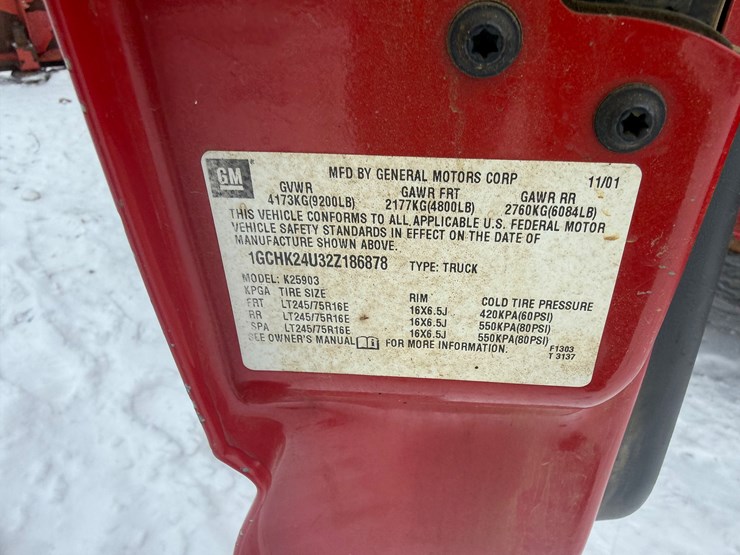 GM
MFD BY GENERAL MOTORS CORP 11/01
GVWR GAWR FRT GAWR RR
4173KG(9200LB) 2177KG(4800LB) 2760KG(6084LB)
THIS VEHICLE CONFORMS TO ALL APPLICABLE U.S. FEDERAL MOTOR
VEHICLE SAFETY STANDARDS IN EFFECT ON THE DATE OF
MANUFACTURE SHOWN ABOVE.
1GCHK24U32Z186878 TYPE: TRUCK
MODEL: K25903
KPGA TIRE SIZE RIM COLD TIRE PRESSURE
FRT LT245/75R16E 16X6.5J 420KPA(60PSI)
RR LT245/75R16E 16X6.5J 550KPA(80PSI)
SPA LT245/75R16E 16X6.5J 550KPA(80PSI)
SEE OWNER'S MANUAL FOR MORE INFORMATION. F1303
T 3137